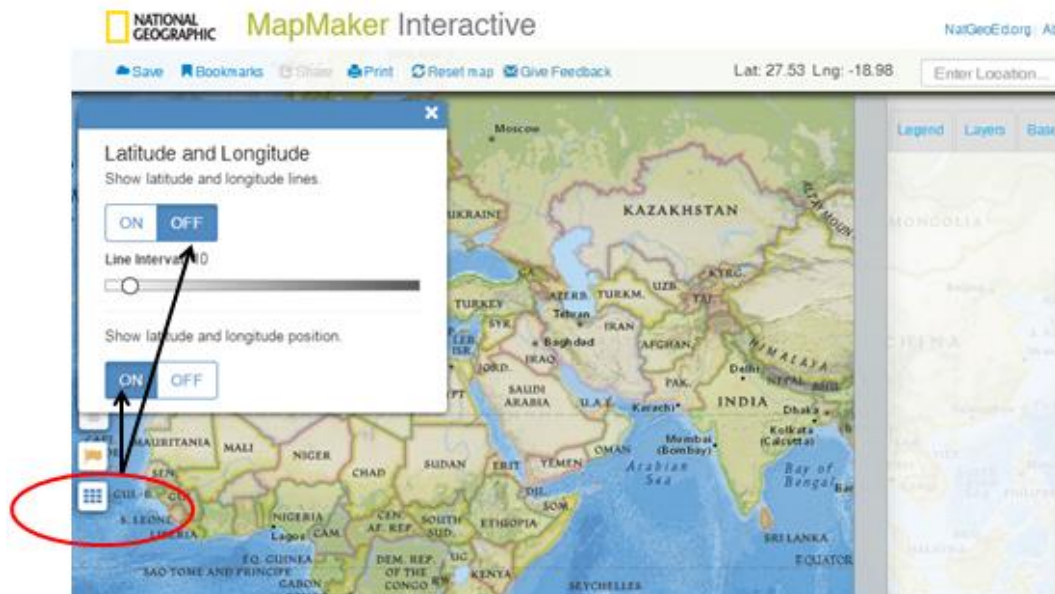 NATIONAL
GEOGRAPHIC
MapMaker Interactive
NatGeoEd.org
Save Bookmarks Share Print Reset map Give Feedback
Lat: 27.53 Lng: -18.98
Enter Location...
Legend Layers Base
Latitude and Longitude
Show latitude and longitude lines.
ON OFF
Line Interval 10
Show latitude and longitude position.
ON OFF
Moscow
UKRAINE
KAZAKHSTAN
MONGOLIA
KYRG.
UZB.
AZERB. TURKM.
TAJ.
TURKEY
Tehran
SYR.
IRAN
LEB.
ISR.
Baghdad
AFGHAN.
CHINA
HIMALAYA
IRAQ
JORD.
Delhi
NEPAL
PAK.
SAUDI
ARABIA
U.A.E.
INDIA
Karachi
Dhaka
Kolkata
(Calcutta)
MAURITANIA
MALI
NIGER
CHAD
SUDAN
ERIT.
YEMEN
OMAN
Mumbai
(Bombay)
Arabian
Sea
Bay of
Bengal
SEN.
GUI.-B.
DJI.
SOM.
S. LEONE
LIBERIA
NIGERIA
Lagos
CAM.
CEN.
AF. REP.
SOUTH
SUD.
ETHIOPIA
SRI LANKA
EQ. GUINEA
SAO TOME AND PRINCIPE
GABON
DEM. REP.
OF THE
CONGO
UG.
KENYA
EQUATOR
SEYCHELLES